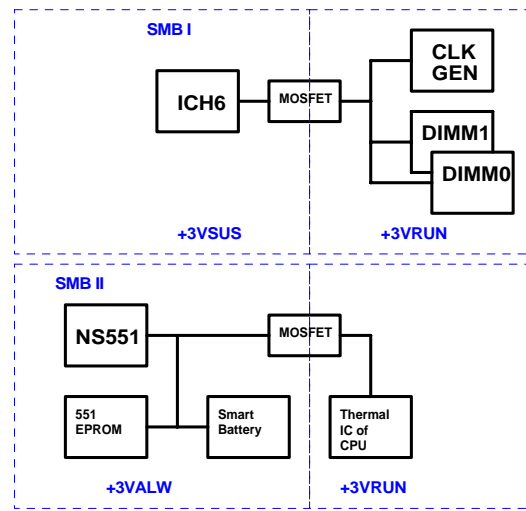 SMB I
CLK
GEN
ICH6
MOSFET
DIMM1
DIMM0
+3VSUS
+3VRUN
SMB II
NS551
MOSFET
551
EPROM
Smart
Battery
Thermal
IC of
CPU
+3VALW
+3VRUN